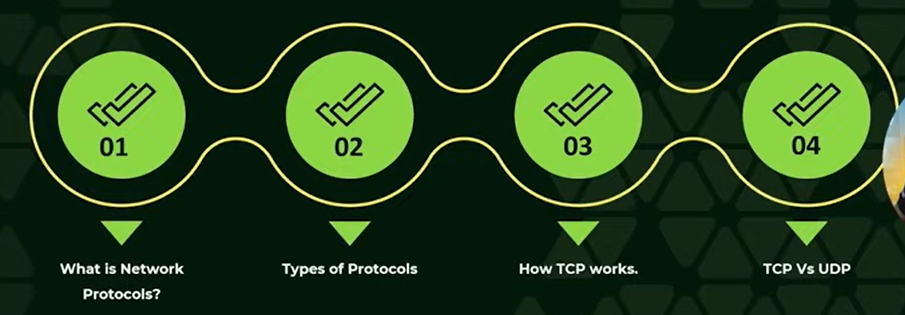 01
02
03
04
What is Network
Protocols?
Types of Protocols
How TCP works.
TCP Vs UDP